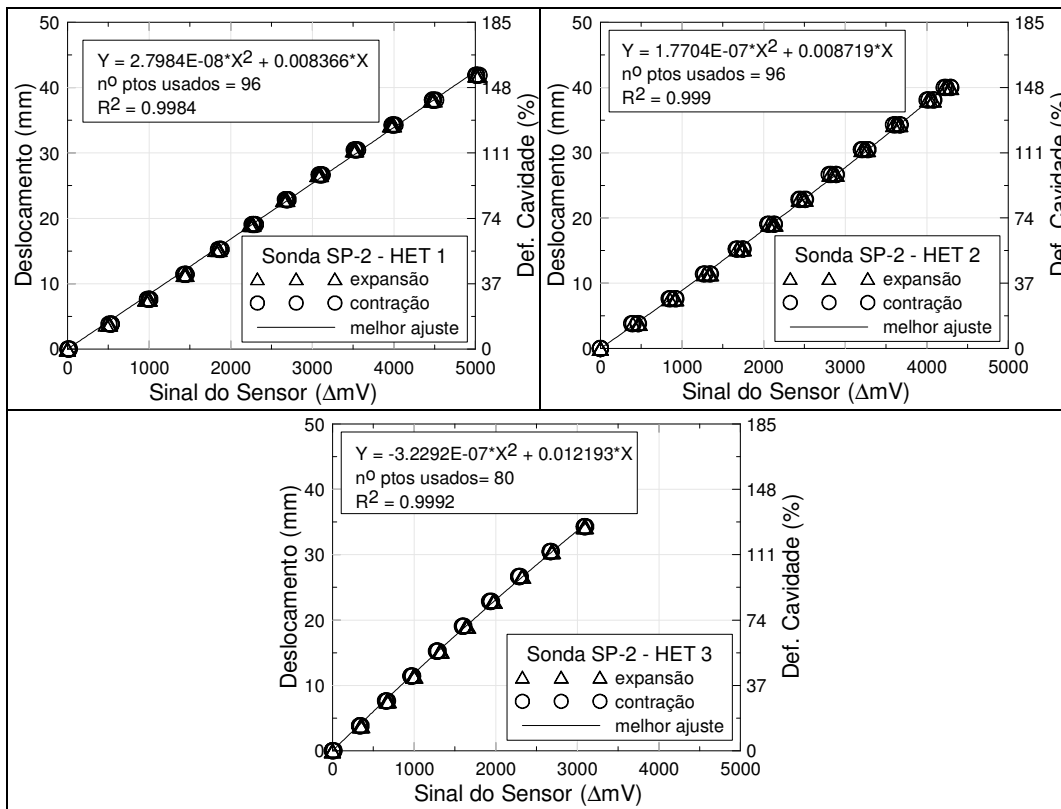 Y = 2.7984E-08*X² + 0.008366*X
nº ptos usados = 96
R² = 0.9984
Deslocamento (mm)
50
40
30
20
10
0
185
148
111
74
37
0
Def. Cavidade (%)
Sonda SP-2 - HET 1
expansão
contração
melhor ajuste
0 1000 2000 3000 4000 5000
Sinal do Sensor (ΔmV)
Y = 1.7704E-07*X² + 0.008719*X
nº ptos usados = 96
R² = 0.999
Deslocamento (mm)
50
40
30
20
10
0
185
148
111
74
37
0
Def. Cavidade (%)
Sonda SP-2 - HET 2
expansão
contração
melhor ajuste
0 1000 2000 3000 4000 5000
Sinal do Sensor (ΔmV)
Y = -3.2292E-07*X² + 0.012193*X
nº ptos usados= 80
R² = 0.9992
Deslocamento (mm)
50
40
30
20
10
0
185
148
111
74
37
0
Def. Cavidade (%)
Sonda SP-2 - HET 3
expansão
contração
melhor ajuste
0 1000 2000 3000 4000 5000
Sinal do Sensor (ΔmV)